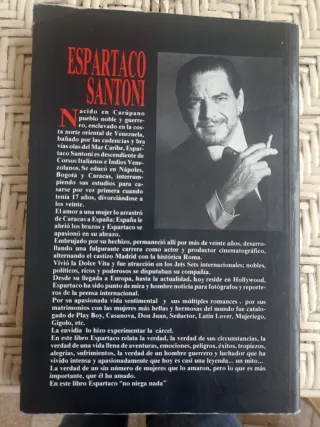 ESPARTACO
SANTONI
Nacido en Carúpano
pueblo noble y guerre-
ro, enclavado en la cos-
ta norte oriental de Venezuela,
bañado por las cadencias y bra
vías olas del Mar Caribe, Espar-
taco Santoni es descendiente de
Corsos Italianos e Indios Vene-
zolanos. Se educó en Nápoles,
Bogotá y Caracas, interrum-
piendo sus estudios para ca-
sarse por vez primera cuando
tenía 17 años, divorciándose a
los veinte.
El amor a una mujer lo arrastró
de Caracas a España; España le
abrió los brazos y Espartaco se
apasionó en su abrazo.
Embrujado por su hechizo, permaneció allí por más de veinte años, desarro-
llando una fulgurante carrera como actor y productor cinematográfico,
alternando el castizo Madrid con la histórica Roma.
Vivió la Dolce Vita y fue atracción en los Jets Sets internacionales; nobles,
políticos, ricos y poderosos se disputaban su compañía.
Desde su llegada a Europa, hasta la actualidad, hoy reside en Hollywood,
Espartaco ha sido punto de mira y hombre noticia para fotógrafos y reporte-
ros de la prensa internacional.
Por su apasionada vida sentimental y sus múltiples romances, por sus
matrimonios con las mujeres más bellas y hermosas del mundo fue cata-
logado de Play Boy, Casanova, Don Juan, Seductor, Latin Lover, Mujeriego,
Gigolo, etc.
La envidia lo hizo experimentar la cárcel.
En este libro Espartaco relata la verdad, la verdad de sus circunstancias, la
verdad de una vida llena de aventuras, emociones, peligros, éxitos, tropiezos,
alegrías, sufrimientos, la verdad de un hombre guerrero y luchador que ha
vivido intensa y apasionadamente que hoy es casi una leyenda... un mito...
La verdad de un sin número de mujeres que lo amaron, pero lo que es más
importante, que él ha amado.
En este libro Espartaco "no niega nada"